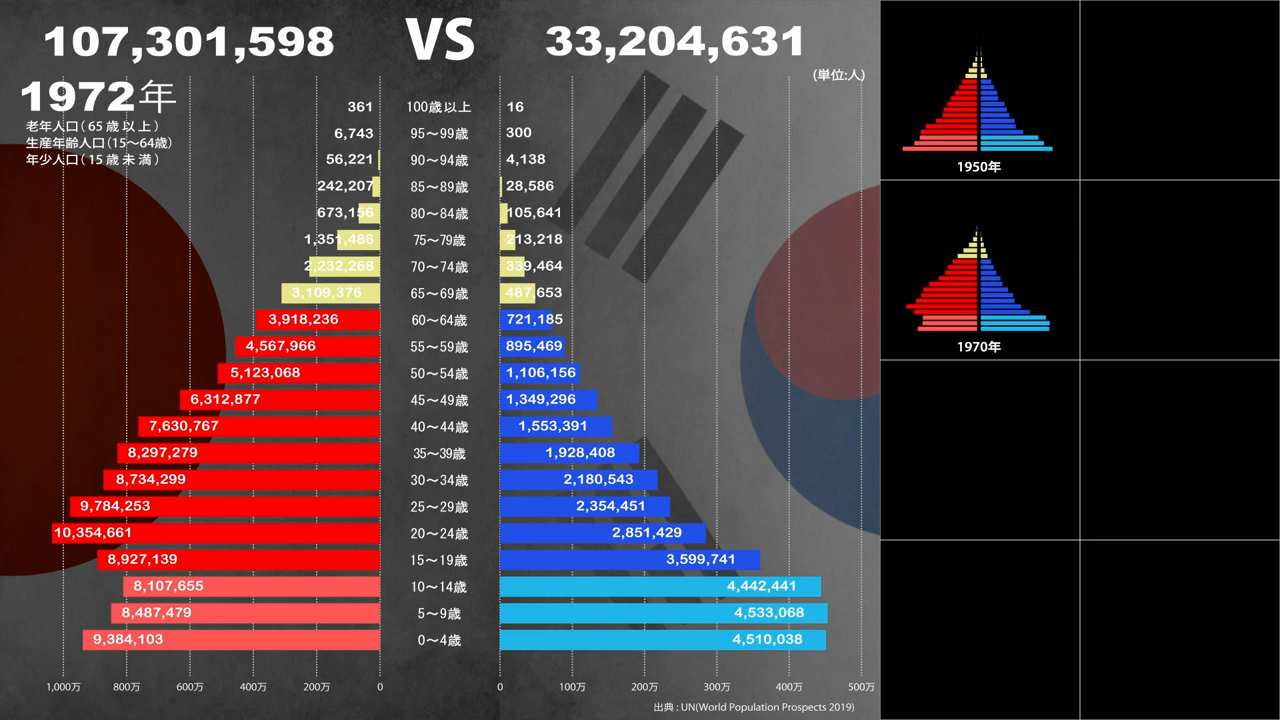 107,301,598 VS 33,204,631
(単位:人)
1972年
老年人口(65歳以上)
生産年齢人口(15〜64歳)
年少人口(15歳未満)
361 100歳以上 16
6,743 95〜99歳 300
56,221 90〜94歳 4,138
242,207 85〜89歳 28,586
673,156 80〜84歳 105,641
1,351,486 75〜79歳 213,218
2,232,268 70〜74歳 339,464
3,109,376 65〜69歳 487,653
3,918,236 60〜64歳 721,185
4,567,966 55〜59歳 895,469
5,123,068 50〜54歳 1,106,156
6,312,877 45〜49歳 1,349,296
7,630,767 40〜44歳 1,553,391
8,297,279 35〜39歳 1,928,408
8,734,299 30〜34歳 2,180,543
9,784,253 25〜29歳 2,354,451
10,354,661 20〜24歳 2,851,429
8,927,139 15〜19歳 3,599,741
8,107,655 10〜14歳 4,442,441
8,487,479 5〜9歳 4,533,068
9,384,103 0〜4歳 4,510,038
1,000万 800万 600万 400万 200万 0 0 100万 200万 300万 400万 500万
出典 : UN(World Population Prospects 2019)
1950年
1970年